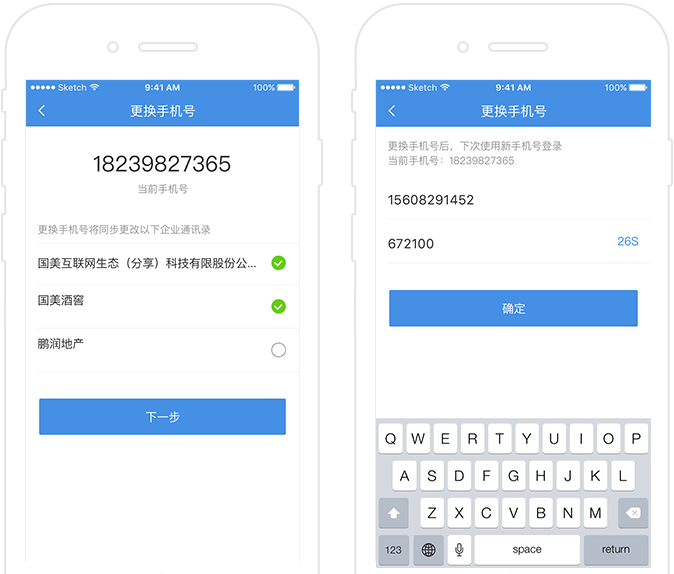 Sketch 9:41 AM 100%
更换手机号
18239827365
当前手机号
更换手机号将同步更改以下企业通讯录
国美互联网生态（分享）科技有限股份公...
国美酒窖
鹏润地产
下一步
Sketch 9:41 AM 100%
更换手机号
更换手机号后，下次使用新手机号登录
当前手机号：18239827365
15608291452
672100 26S
确定
Q W E R T Y U I O P
A S D F G H J K L
Z X C V B N M
123 space return